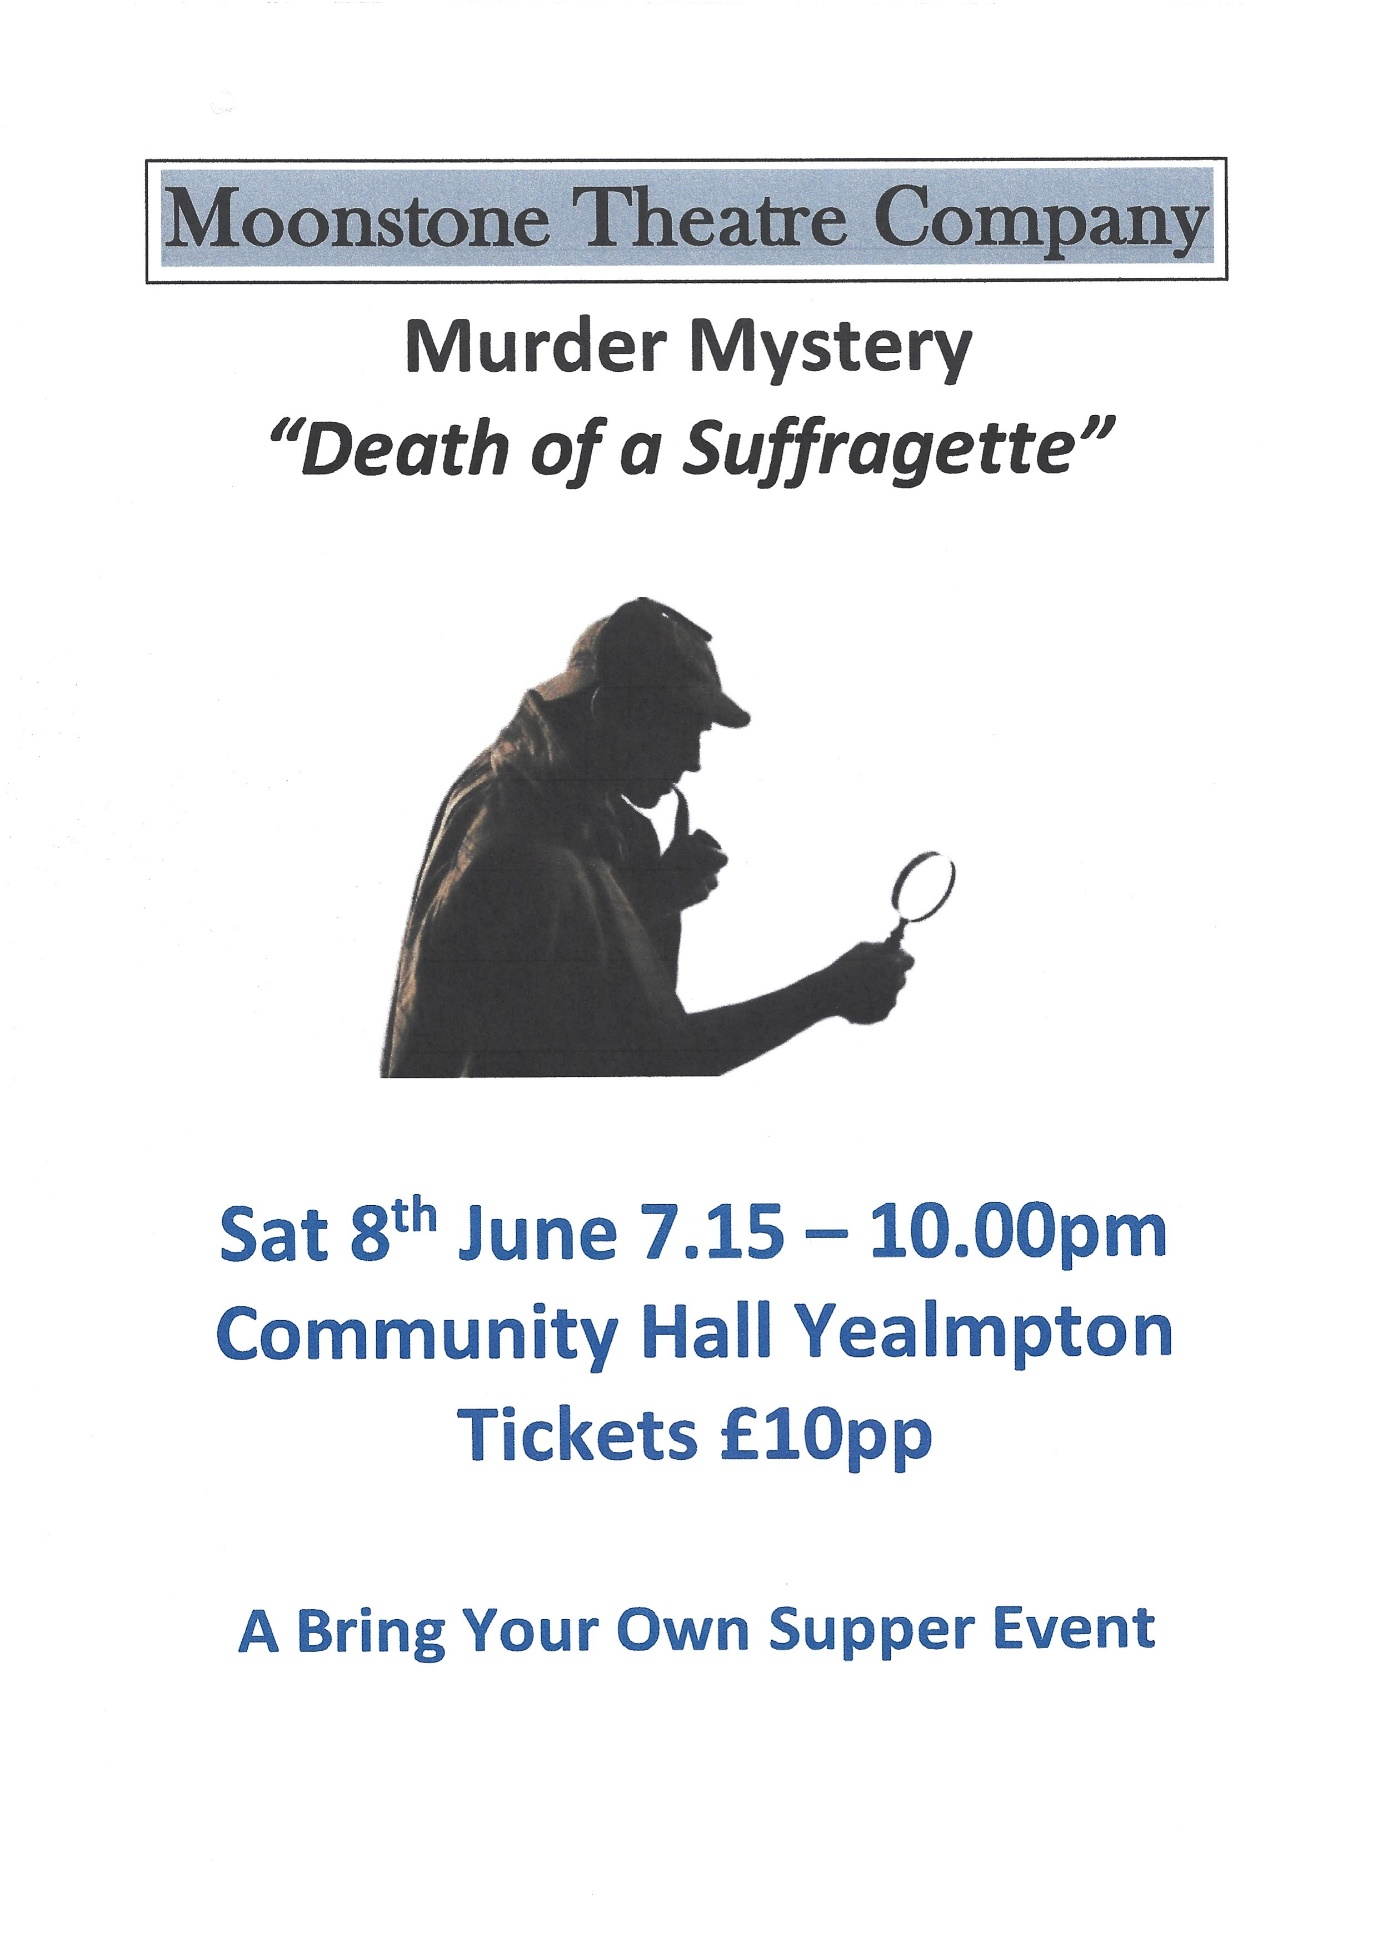 Moonstone Theatre Company
Murder Mystery
“Death of a Suffragette”
Sat 8th June 7.15 – 10.00pm
Community Hall Yealmpton
Tickets £10pp
A Bring Your Own Supper Event